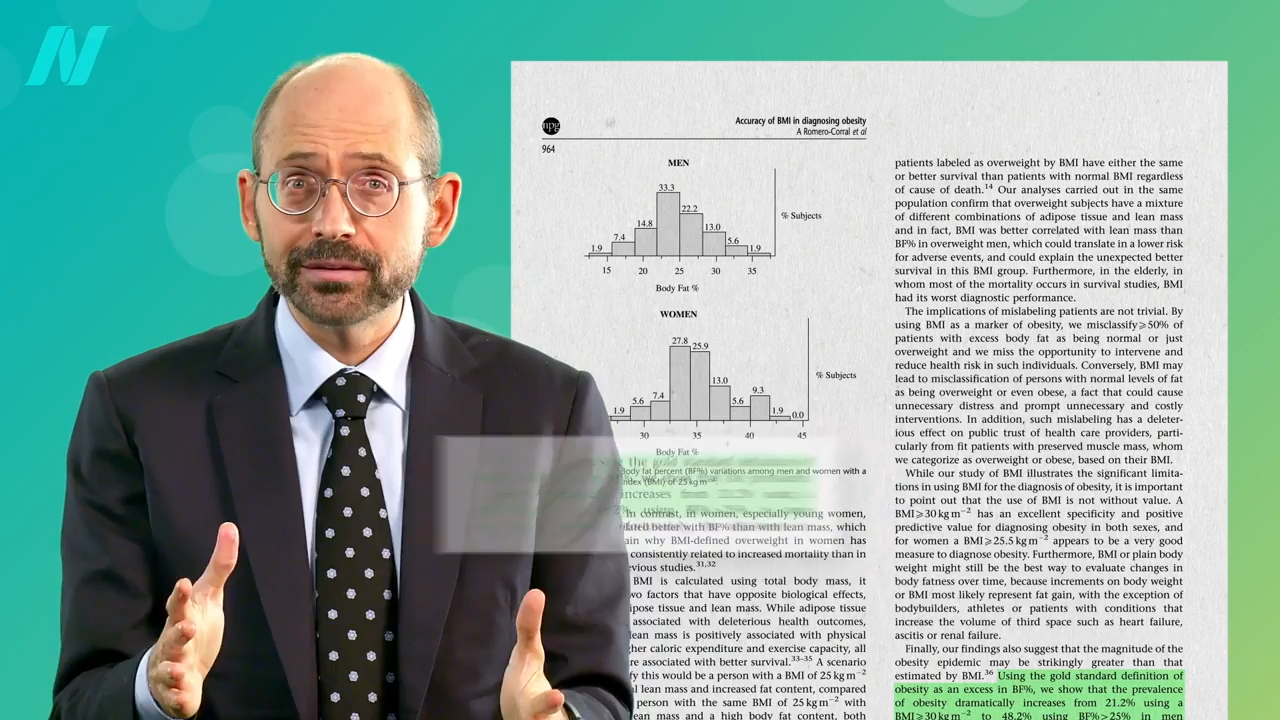 N
npg
Accuracy of BMI in diagnosing obesity
A Romero-Corral et al
964
MEN
33.3
22.2
14.8
13.0
7.4
5.6
1.9
1.9
% Subjects
15 20 25 30 35
Body Fat %
WOMEN
27.8
25.9
13.0
9.3
7.4
5.6
5.6
1.9
1.9
0.0
% Subjects
30 35 40 45
Body Fat %
Body fat percent (BF%) variations among men and women with a
index (BMI) of 25 kg m−2.
increases
In contrast, in women, especially young women,
better with BF% than with lean mass, which
why BMI-defined overweight in women has
consistently related to increased mortality than in
studies.31,32
BMI is calculated using total body mass, it
factors that have opposite biological effects,
tissue and lean mass. While adipose tissue
associated with deleterious health outcomes,
mass is positively associated with physical
caloric expenditure and exercise capacity, all
associated with better survival.33–35 A scenario
this would be a person with a BMI of 25 kg m−2
lean mass and increased fat content, compared
person with the same BMI of 25 kg m−2 with
mass and a high body fat content, both
patients labeled as overweight by BMI have either the same
or better survival than patients with normal BMI regardless
of cause of death.14 Our analyses carried out in the same
population confirm that overweight subjects have a mixture
of different combinations of adipose tissue and lean mass
and in fact, BMI was better correlated with lean mass than
BF% in overweight men, which could translate in a lower risk
for adverse events, and could explain the unexpected better
survival in this BMI group. Furthermore, in the elderly, in
whom most of the mortality occurs in survival studies, BMI
had its worst diagnostic performance.
The implications of mislabeling patients are not trivial. By
using BMI as a marker of obesity, we misclassify⩾50% of
patients with excess body fat as being normal or just
overweight and we miss the opportunity to intervene and
reduce health risk in such individuals. Conversely, BMI may
lead to misclassification of persons with normal levels of fat
as being overweight or even obese, a fact that could cause
unnecessary distress and prompt unnecessary and costly
interventions. In addition, such mislabeling has a deleter-
ious effect on public trust of health care providers, parti-
cularly from fit patients with preserved muscle mass, whom
we categorize as overweight or obese, based on their BMI.
While our study of BMI illustrates the significant limita-
tions in using BMI for the diagnosis of obesity, it is important
to point out that the use of BMI is not without value. A
BMI⩾30 kg m−2 has an excellent specificity and positive
predictive value for diagnosing obesity in both sexes, and
for women a BMI⩾25.5 kg m−2 appears to be a very good
measure to diagnose obesity. Furthermore, BMI or plain body
weight might still be the best way to evaluate changes in
body fatness over time, because increments on body weight
or BMI most likely represent fat gain, with the exception of
bodybuilders, athletes or patients with conditions that
increase the volume of third space such as heart failure,
ascitis or renal failure.
Finally, our findings also suggest that the magnitude of the
obesity epidemic may be strikingly greater than that
estimated by BMI.36 Using the gold standard definition of
obesity as an excess in BF%, we show that the prevalence
of obesity dramatically increases from 21.2% using a
BMI⩾30 kg m−2 to 48.2% using BF%>25% in men